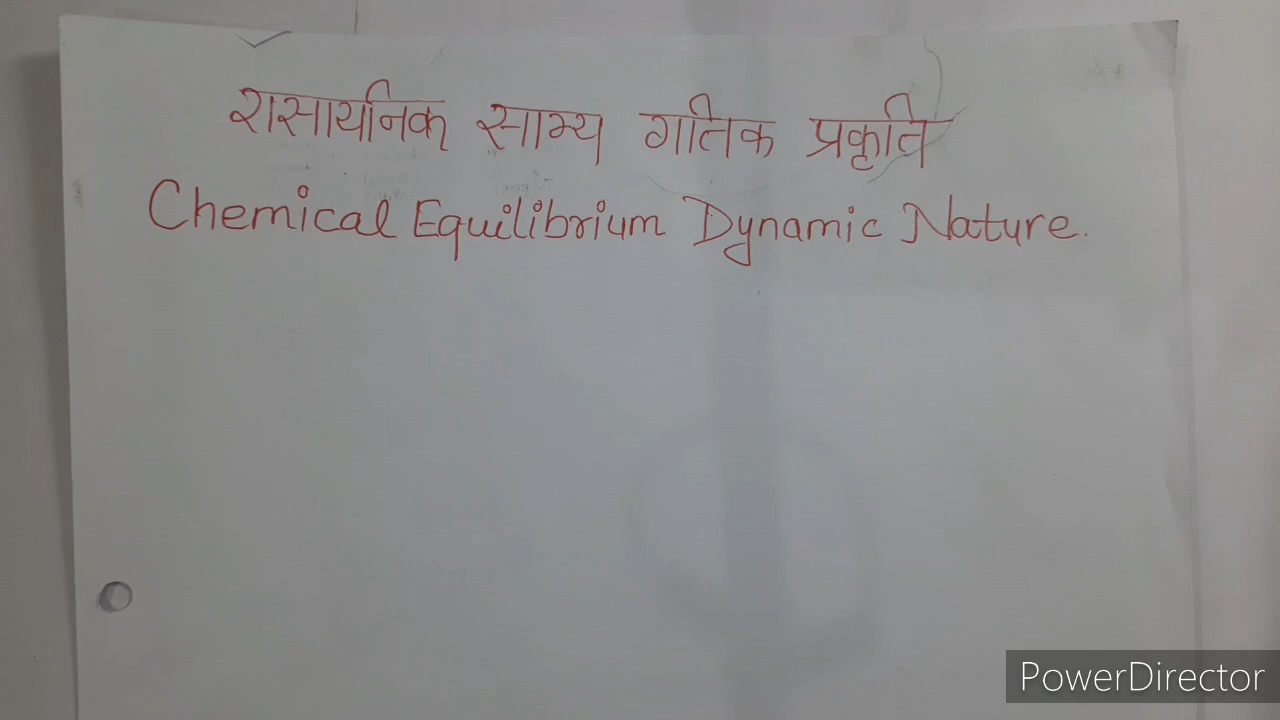 रासायनिक साम्य गतिक प्रकृति
Chemical Equilibrium Dynamic Nature.
PowerDirector